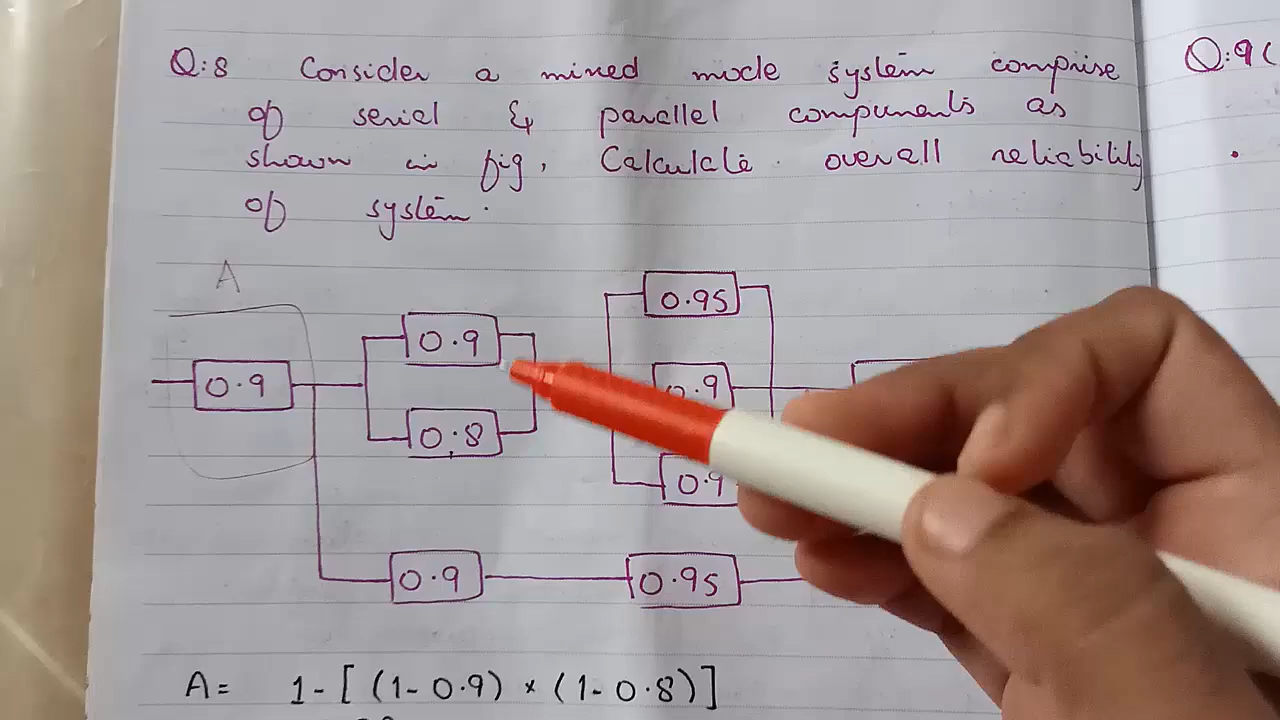 Q:8 Consider a mixed mode system comprise
of serial & parallel components as
shown in fig, Calculate overall reliability
of system.
Q:9(
A
0.95
0.9
0.9
0.9
0.8
0.9
0.9
0.95
A= 1-[(1-0.9) × (1-0.8)]